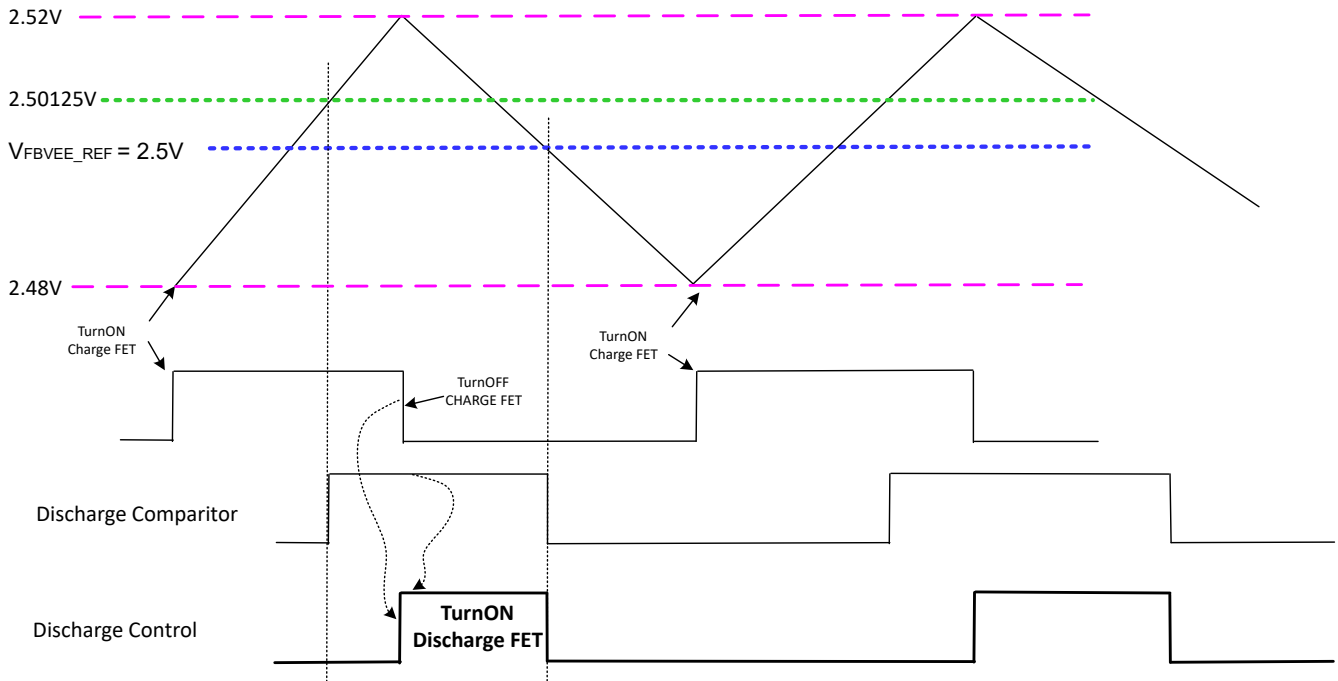 2.52V
2.50125V
VFBVEE_REF = 2.5V
2.48V
TurnON
Charge FET
TurnON
Charge FET
TurnOFF
CHARGE FET
Discharge Comparitor
TurnON
Discharge FET
Discharge Control